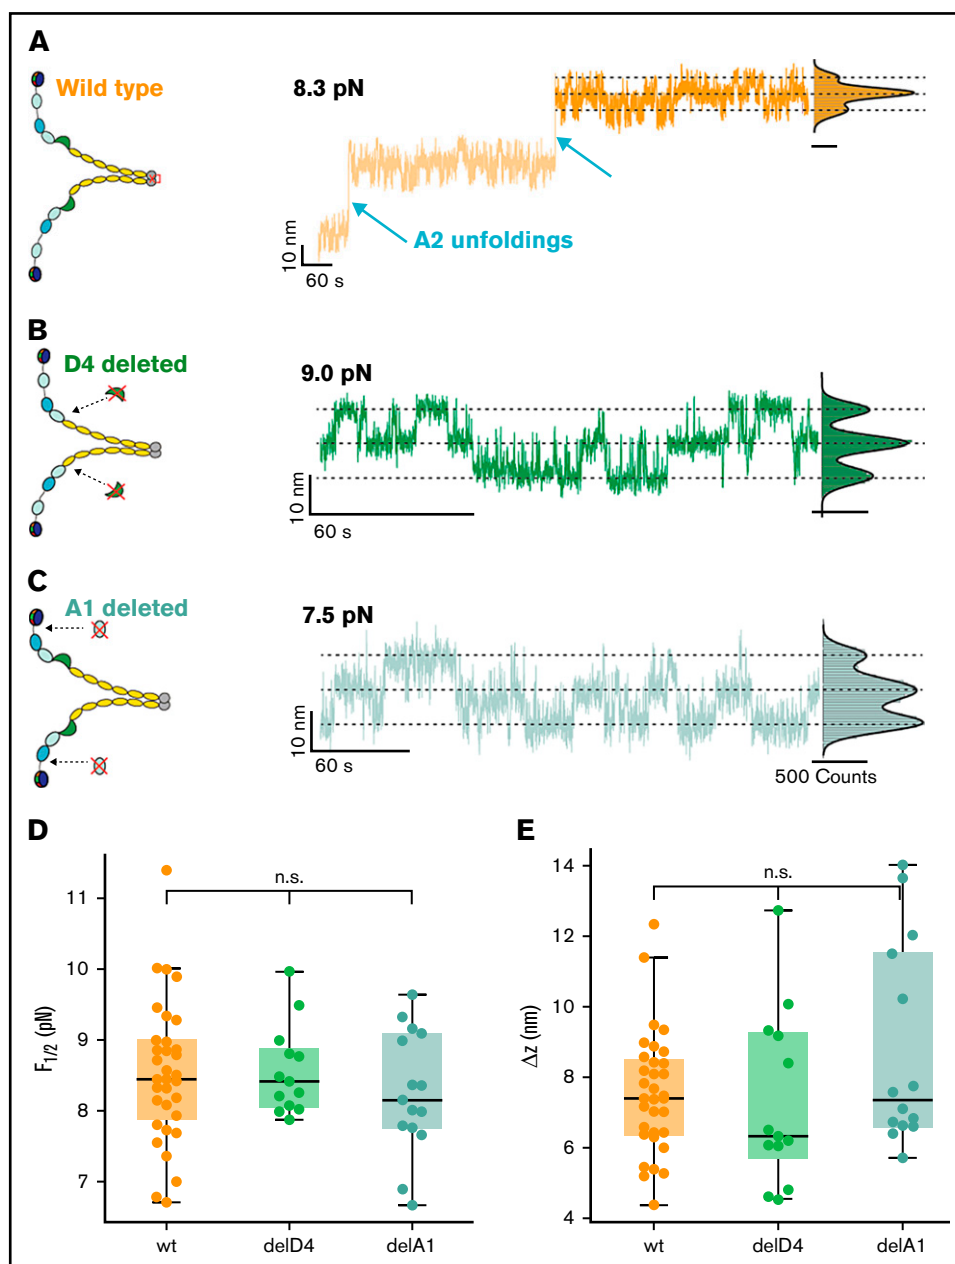 A
Wild type
8.3 pN
A2 unfoldings
10 nm
60 s
B
D4 deleted
9.0 pN
10 nm
60 s
C
A1 deleted
7.5 pN
10 nm
60 s
500 Counts
D
F1/2 (pN)
n.s.
11
10
9
8
7
wt
delD4
delA1
E
Δz (nm)
n.s.
14
12
10
8
6
4
wt
delD4
delA1